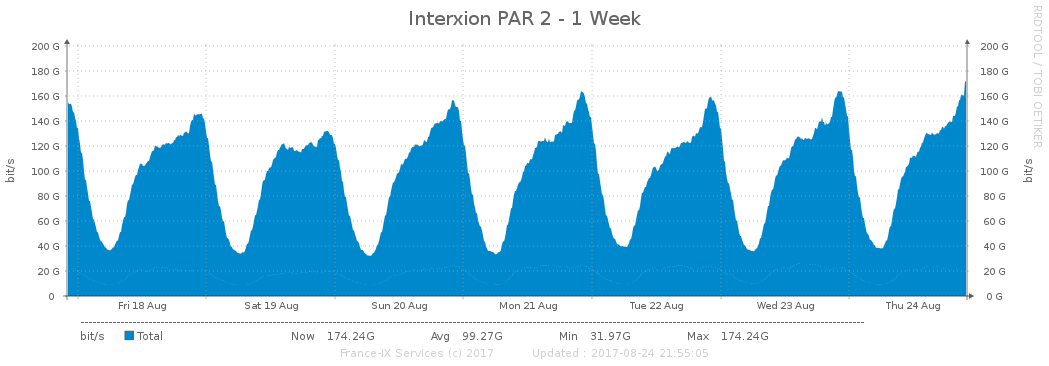 Interxion PAR 2 - 1 Week
RRDTOOL / TOBI OETIKER
bit/s
200 G 200 G
180 G 180 G
160 G 160 G
140 G 140 G
120 G 120 G
100 G 100 G
80 G 80 G
60 G 60 G
40 G 40 G
20 G 20 G
0 0 G
bit/s
Fri 18 Aug Sat 19 Aug Sun 20 Aug Mon 21 Aug Tue 22 Aug Wed 23 Aug Thu 24 Aug
bit/s Total Now 174.24G Avg 99.27G Min 31.97G Max 174.24G
France-IX Services (c) 2017 Updated : 2017-08-24 21:55:05